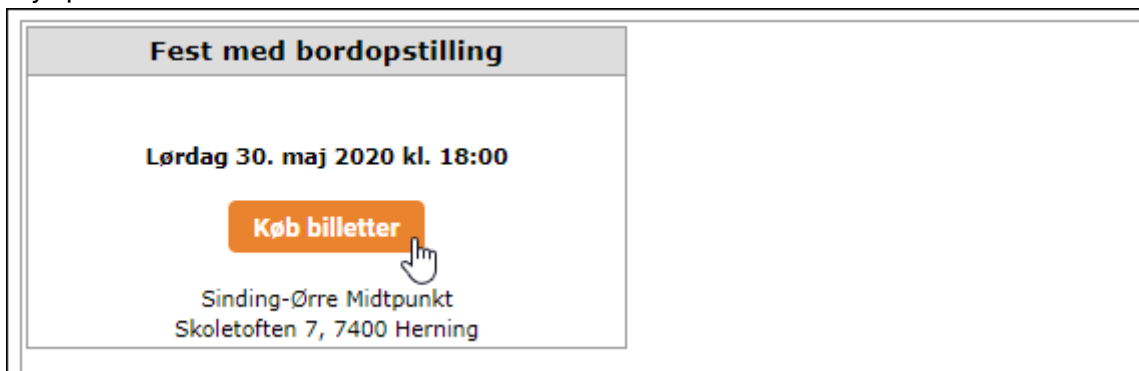 Fest med bordopstilling
Lørdag 30. maj 2020 kl. 18:00
Køb billetter
Sinding-Ørre Midtpunkt
Skoletoften 7, 7400 Herning